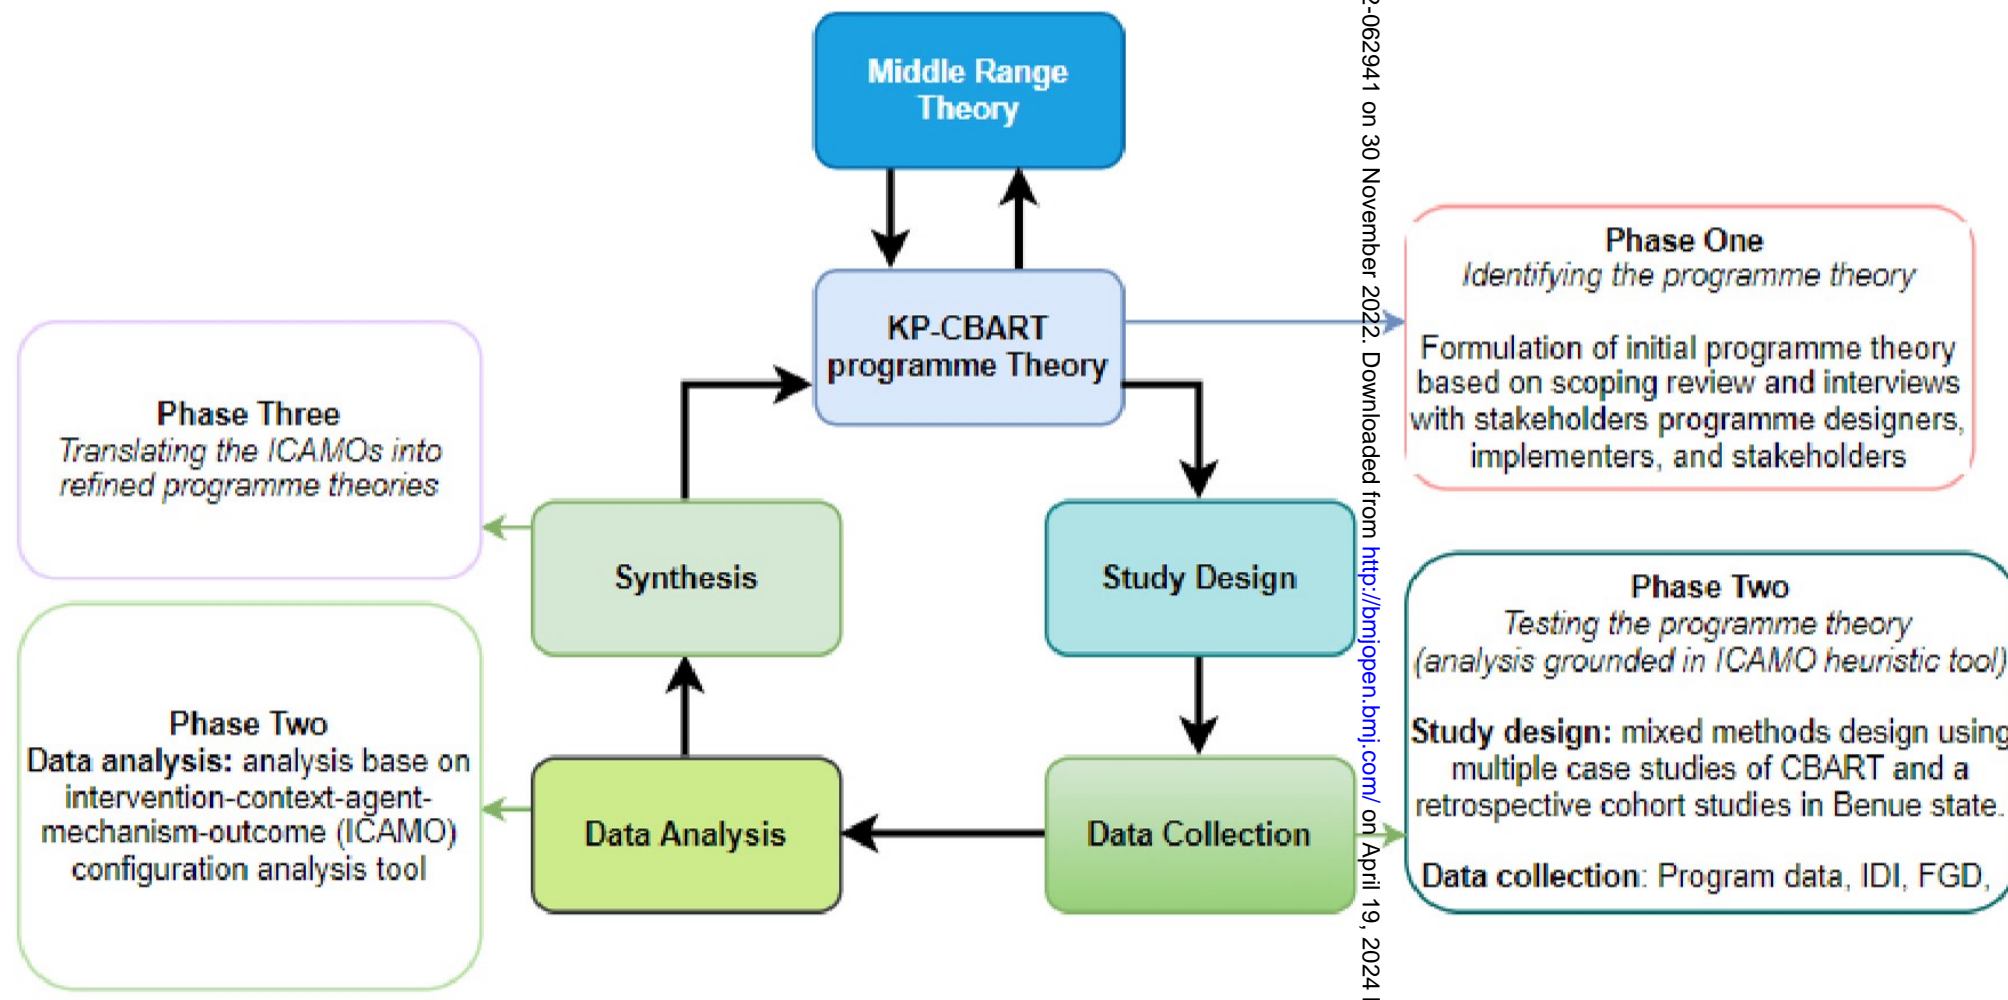 Middle Range
Theory
KP-CBART
programme Theory
Phase One
Identifying the programme theory
Formulation of initial programme theory
based on scoping review and interviews
with stakeholders programme designers,
implementers, and stakeholders
Phase Three
Translating the ICAMOs into
refined programme theories
Synthesis
Study Design
Phase Two
Testing the programme theory
(analysis grounded in ICAMO heuristic tool)
Study design: mixed methods design using
multiple case studies of CBART and a
retrospective cohort studies in Benue state.
Data collection: Program data, IDI, FGD,
Phase Two
Data analysis: analysis base on
intervention-context-agent-
mechanism-outcome (ICAMO)
configuration analysis tool
Data Analysis
Data Collection
2-062941 on 30 November 2022. Downloaded from http://bmjopen.bmj.com/ on April 19, 2024